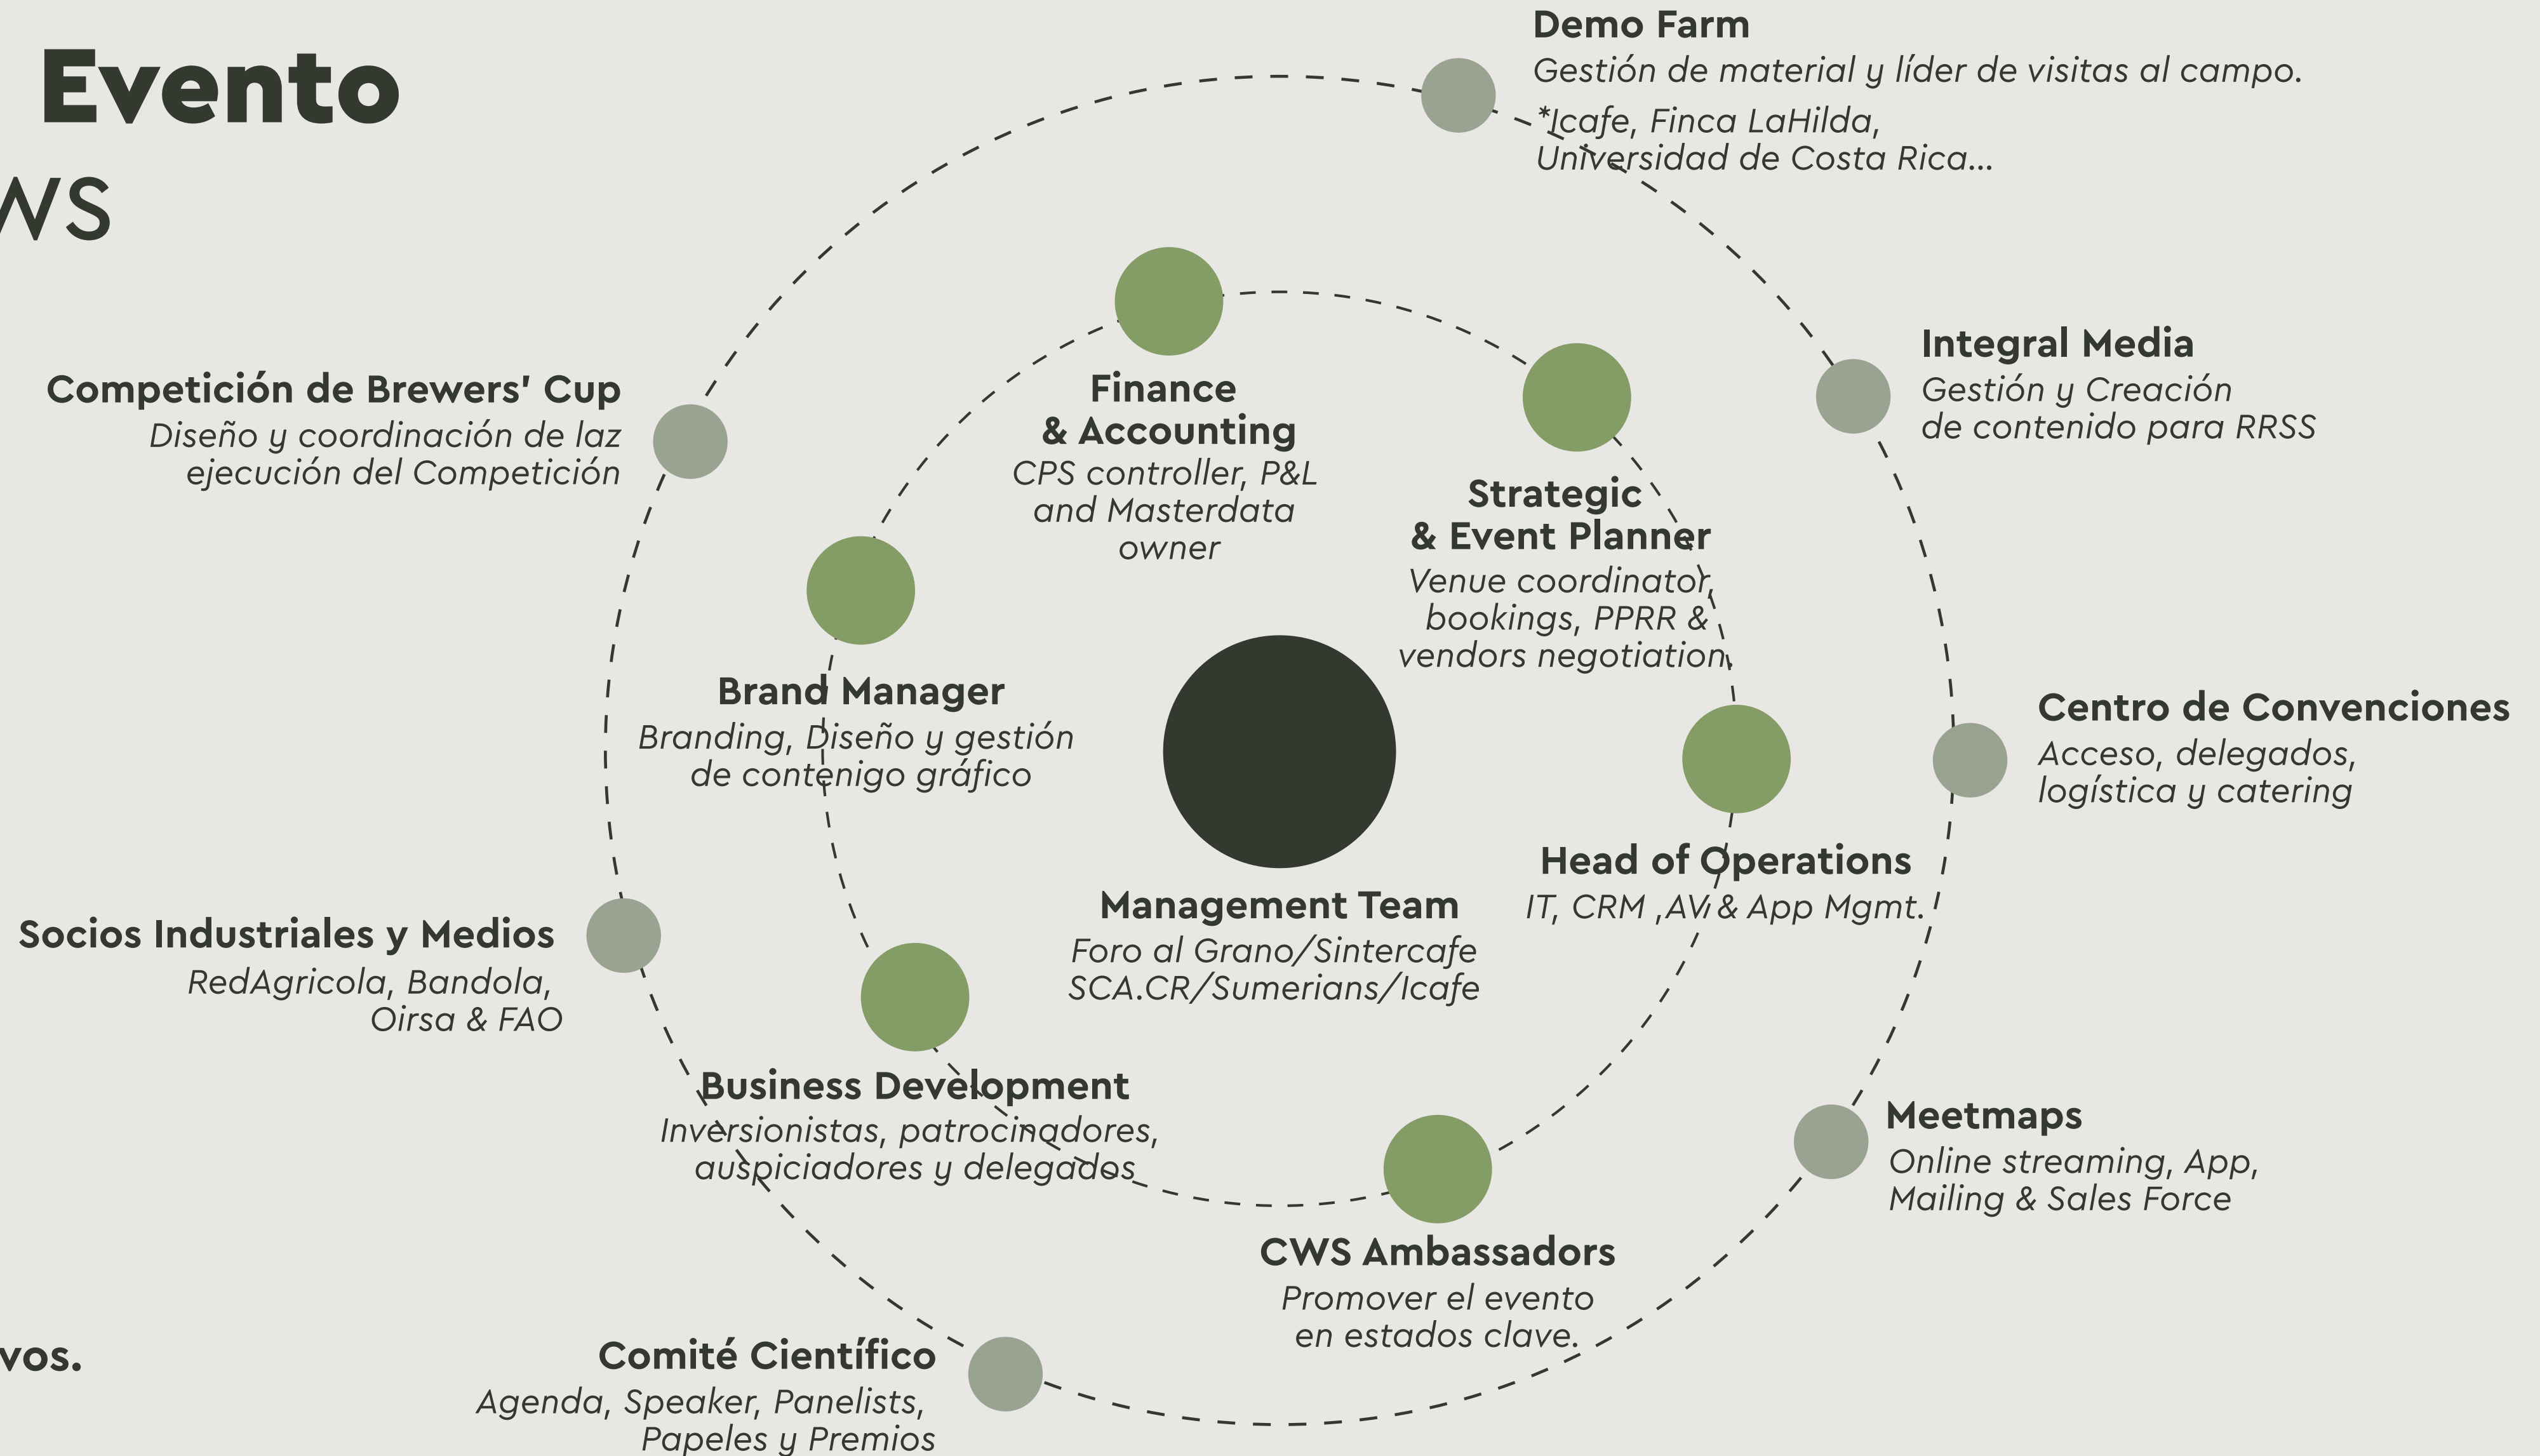 Evento
WS
Demo Farm
Gestión de material y líder de visitas al campo.
*Icafe, Finca LaHilda,
Universidad de Costa Rica...
Integral Media
Gestión y Creación
de contenido para RRSS
Competición de Brewers' Cup
Diseño y coordinación de laz
ejecución del Competición
Finance
& Accounting
CPS controller, P&L
and Masterdata
owner
Strategic
& Event Planner
Venue coordinator,
bookings, PPRR &
vendors negotiation.
Brand Manager
Branding, Diseño y gestión
de contenigo gráfico
Centro de Convenciones
Acceso, delegados,
logística y catering
Head of Operations
IT, CRM ,AV & App Mgmt.
Management Team
Foro al Grano/Sintercafe
SCA.CR/Sumerians/Icafe
Socios Industriales y Medios
RedAgricola, Bandola,
Oirsa & FAO
Business Development
Inversionistas, patrocinadores,
auspiciadores y delegados
Meetmaps
Online streaming, App,
Mailing & Sales Force
CWS Ambassadors
Promover el evento
en estados clave.
Comité Científico
Agenda, Speaker, Panelists,
Papeles y Premios
vos.